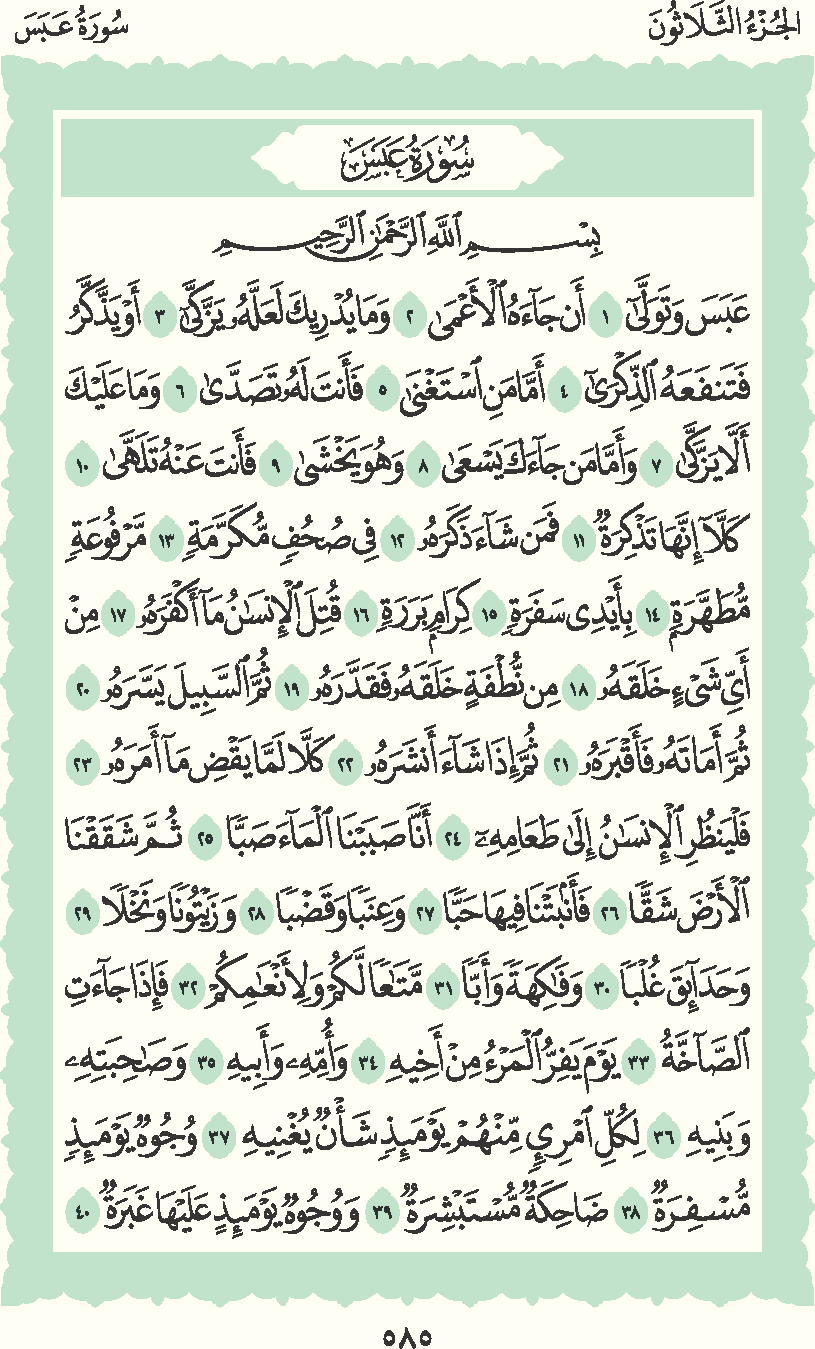 الجُزْءُ الثَّلَاثُونَ
سُورَةُ عَبَسَ
سُورَةُ عَبَسَ
بِسْمِ ٱللَّهِ ٱلرَّحْمَٰنِ ٱلرَّحِيمِ
عَبَسَ وَتَوَلَّىٰٓ ١ أَن جَآءَهُ ٱلْأَعْمَىٰ ٢ وَمَا يُدْرِيكَ لَعَلَّهُۥ يَزَّكَّىٰٓ ٣ أَوْ يَذَّكَّرُ
فَتَنفَعَهُ ٱلذِّكْرَىٰٓ ٤ أَمَّا مَنِ ٱسْتَغْنَىٰ ٥ فَأَنتَ لَهُۥ تَصَدَّىٰ ٦ وَمَا عَلَيْكَ
أَلَّا يَزَّكَّىٰ ٧ وَأَمَّا مَن جَآءَكَ يَسْعَىٰ ٨ وَهُوَ يَخْشَىٰ ٩ فَأَنتَ عَنْهُ تَلَهَّىٰ ١٠
كَلَّآ إِنَّهَا تَذْكِرَةٌ ١١ فَمَن شَآءَ ذَكَرَهُۥ ١٢ فِى صُحُفٍ مُّكَرَّمَةٍ ١٣ مَّرْفُوعَةٍ
مُّطَهَّرَةٍۭ ١٤ بِأَيْدِى سَفَرَةٍ ١٥ كِرَامٍۭ بَرَرَةٍ ١٦ قُتِلَ ٱلْإِنسَٰنُ مَآ أَكْفَرَهُۥ ١٧ مِنْ
أَىِّ شَىْءٍ خَلَقَهُۥ ١٨ مِن نُّطْفَةٍ خَلَقَهُۥ فَقَدَّرَهُۥ ١٩ ثُمَّ ٱلسَّبِيلَ يَسَّرَهُۥ ٢٠
ثُمَّ أَمَاتَهُۥ فَأَقْبَرَهُۥ ٢١ ثُمَّ إِذَا شَآءَ أَنشَرَهُۥ ٢٢ كَلَّا لَمَّا يَقْضِ مَآ أَمَرَهُۥ ٢٣
فَلْيَنظُرِ ٱلْإِنسَٰنُ إِلَىٰ طَعَامِهِۦٓ ٢٤ أَنَّا صَبَبْنَا ٱلْمَآءَ صَبًّا ٢٥ ثُمَّ شَقَقْنَا
ٱلْأَرْضَ شَقًّا ٢٦ فَأَنۢبَتْنَا فِيهَا حَبًّا ٢٧ وَعِنَبًا وَقَضْبًا ٢٨ وَزَيْتُونًا وَنَخْلًا ٢٩
وَحَدَآئِقَ غُلْبًا ٣٠ وَفَٰكِهَةً وَأَبًّا ٣١ مَّتَٰعًا لَّكُمْ وَلِأَنْعَٰمِكُمْ ٣٢ فَإِذَا جَآءَتِ
ٱلصَّآخَّةُ ٣٣ يَوْمَ يَفِرُّ ٱلْمَرْءُ مِنْ أَخِيهِ ٣٤ وَأُمِّهِۦ وَأَبِيهِ ٣٥ وَصَٰحِبَتِهِۦ
وَبَنِيهِ ٣٦ لِكُلِّ ٱمْرِئٍ مِّنْهُمْ يَوْمَئِذٍ شَأْنٌ يُغْنِيهِ ٣٧ وُجُوهٌ يَوْمَئِذٍ
مُّسْفِرَةٌ ٣٨ ضَاحِكَةٌ مُّسْتَبْشِرَةٌ ٣٩ وَوُجُوهٌ يَوْمَئِذٍ عَلَيْهَا غَبَرَةٌ ٤٠
٥٨٥